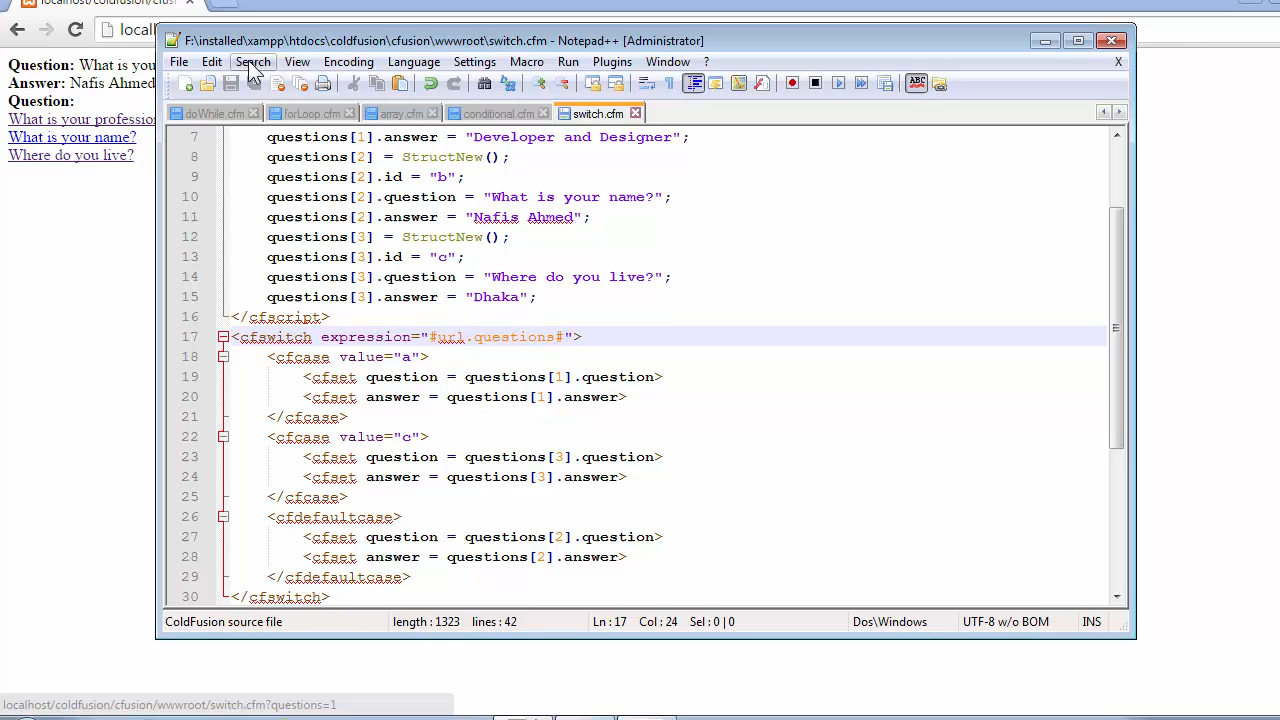 localhost/coldfusion/cfusion/wwwroot/
local
F:\installed\xampp\htdocs\coldfusion\cfusion\wwwroot\switch.cfm - Notepad++ [Administrator]
File Edit Search View Encoding Language Settings Macro Run Plugins Window ? X
ABC
doWhile.cfm forLoop.cfm array.cfm conditional.cfm switch.cfm
Question: What is you
Answer: Nafis Ahmed
Question:
What is your professio
What is your name?
Where do you live?
7 questions[1].answer = "Developer and Designer";
8 questions[2] = StructNew();
9 questions[2].id = "b";
10 questions[2].question = "What is your name?";
11 questions[2].answer = "Nafis Ahmed";
12 questions[3] = StructNew();
13 questions[3].id = "c";
14 questions[3].question = "Where do you live?";
15 questions[3].answer = "Dhaka";
16 </cfscript>
17 <cfswitch expression="#url.questions#">
18 <cfcase value="a">
19 <cfset question = questions[1].question>
20 <cfset answer = questions[1].answer>
21 </cfcase>
22 <cfcase value="c">
23 <cfset question = questions[3].question>
24 <cfset answer = questions[3].answer>
25 </cfcase>
26 <cfdefaultcase>
27 <cfset question = questions[2].question>
28 <cfset answer = questions[2].answer>
29 </cfdefaultcase>
30 </cfswitch>
ColdFusion source file length : 1323 lines : 42 Ln : 17 Col : 24 Sel : 0 | 0 Dos\Windows UTF-8 w/o BOM INS
localhost/coldfusion/cfusion/wwwroot/switch.cfm?questions=1